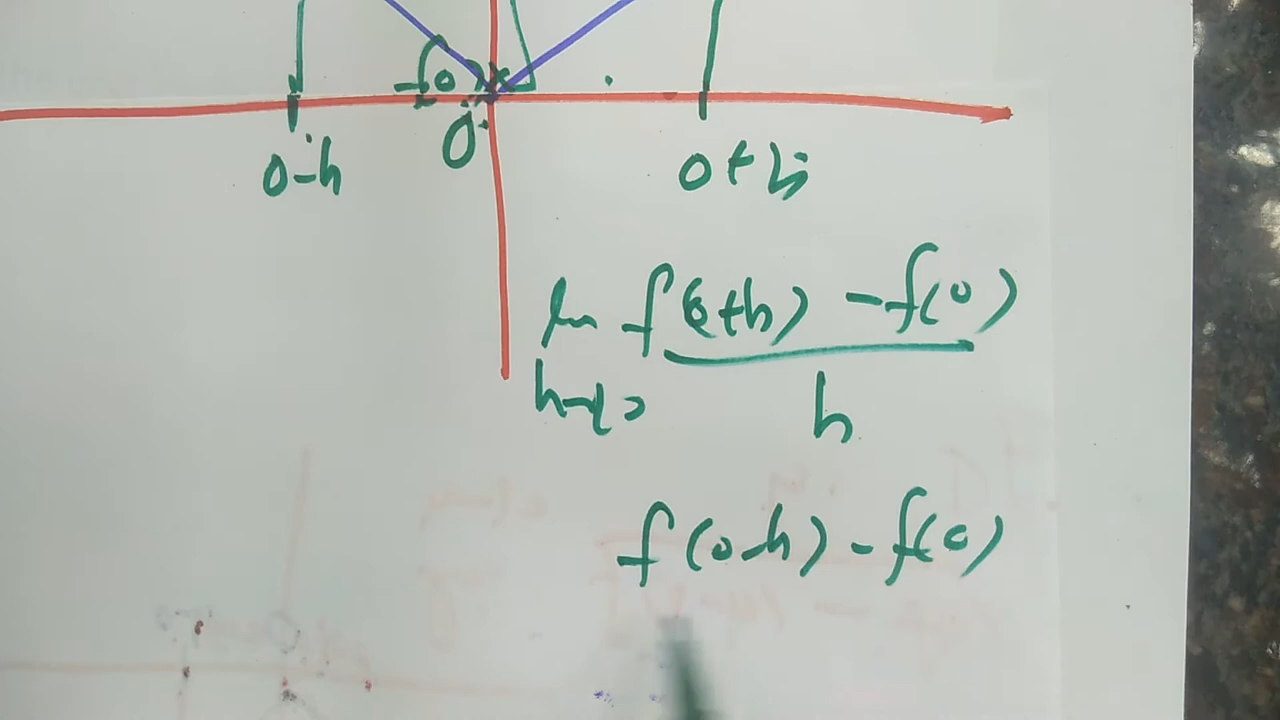 f(0)
0
0-h
0+h
lim f(0+h) - f(0)
h→0 h
f(0-h) - f(0)